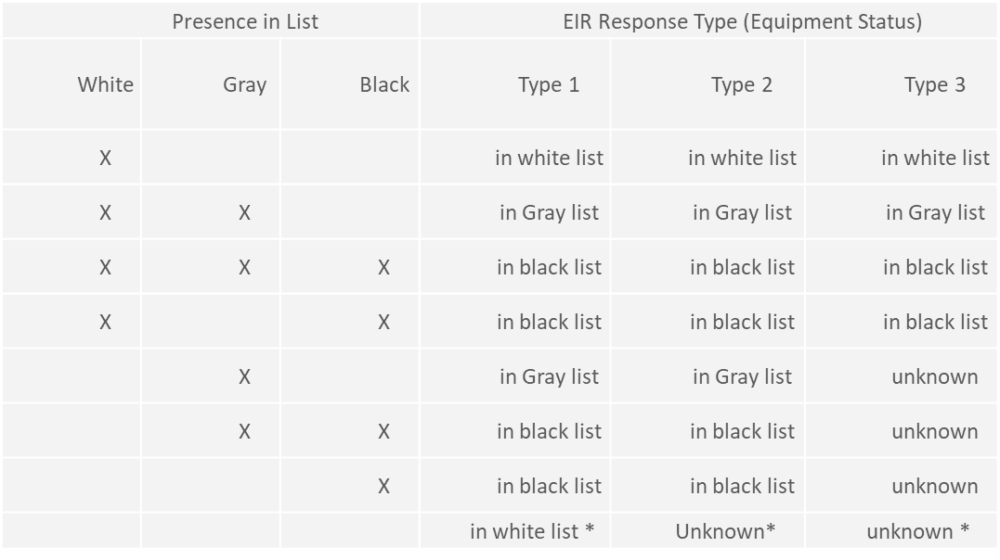 Presence in List EIR Response Type (Equipment Status)
White Gray Black Type 1 Type 2 Type 3
X in white list in white list in white list
X X in Gray list in Gray list in Gray list
X X X in black list in black list in black list
X X in black list in black list in black list
X in Gray list in Gray list unknown
X X in black list in black list unknown
X in black list in black list unknown
in white list * Unknown* unknown *